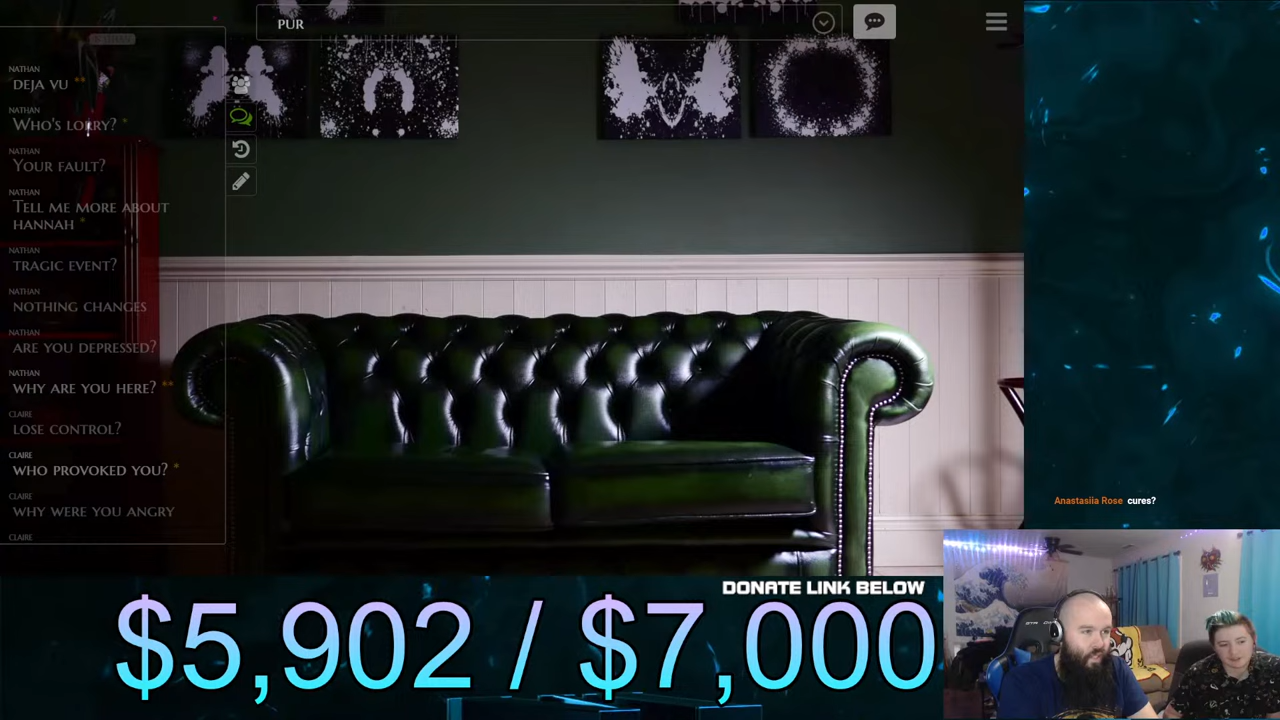 PUR
NATHAN
DEJA VU **
NATHAN
WHO'S LORRY? *
NATHAN
YOUR FAULT?
NATHAN
TELL ME MORE ABOUT
HANNAH *
NATHAN
TRAGIC EVENT?
NATHAN
NOTHING CHANGES
NATHAN
ARE YOU DEPRESSED?
NATHAN
WHY ARE YOU HERE? **
CLAIRE
LOSE CONTROL?
CLAIRE
WHO PROVOKED YOU? *
CLAIRE
WHY WERE YOU ANGRY
CLAIRE
Anastasiia Rose cures?
DONATE LINK BELOW
$5,902 / $7,000